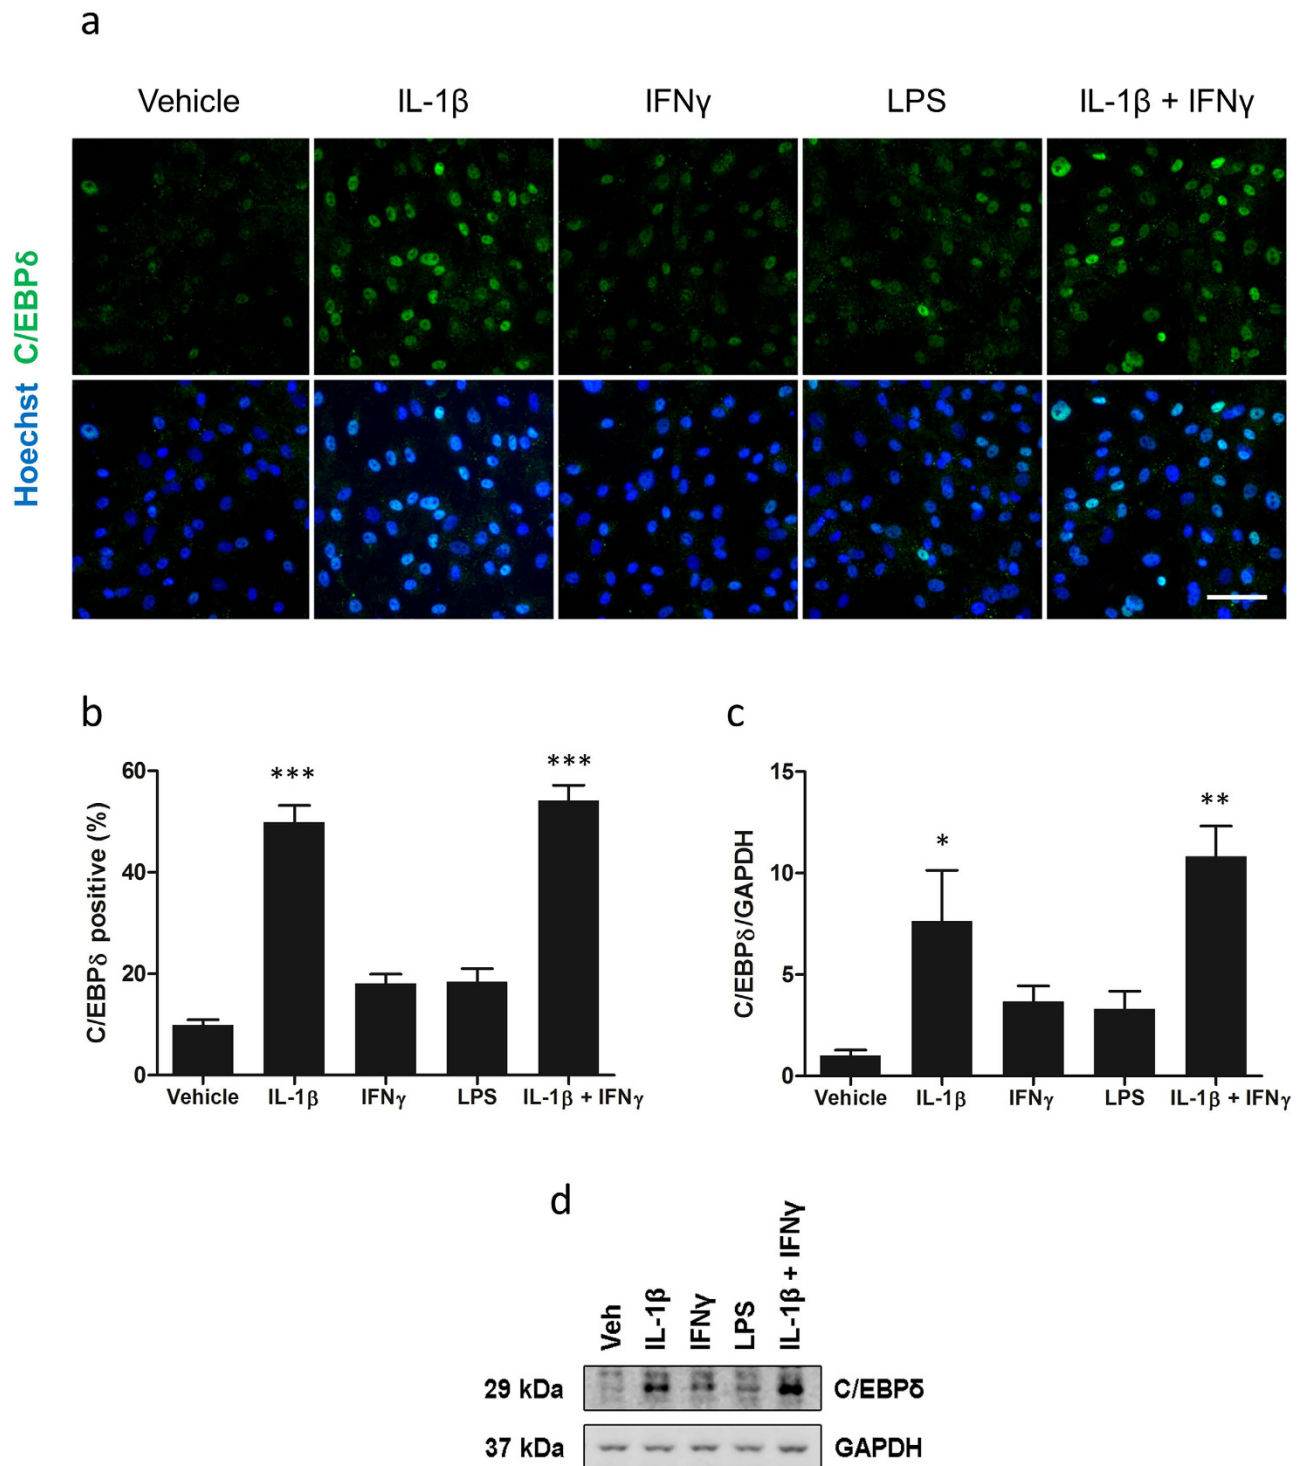 a
Vehicle IL-1β IFNγ LPS IL-1β + IFNγ
Hoechst C/EBPδ
b
C/EBPδ positive (%)
60
40
20
0
*** ***
Vehicle IL-1β IFNγ LPS IL-1β + IFNγ
c
C/EBPδ/GAPDH
15
10
5
0
* **
Vehicle IL-1β IFNγ LPS IL-1β + IFNγ
d
Veh IL-1β IFNγ LPS IL-1β + IFNγ
29 kDa C/EBPδ
37 kDa GAPDH